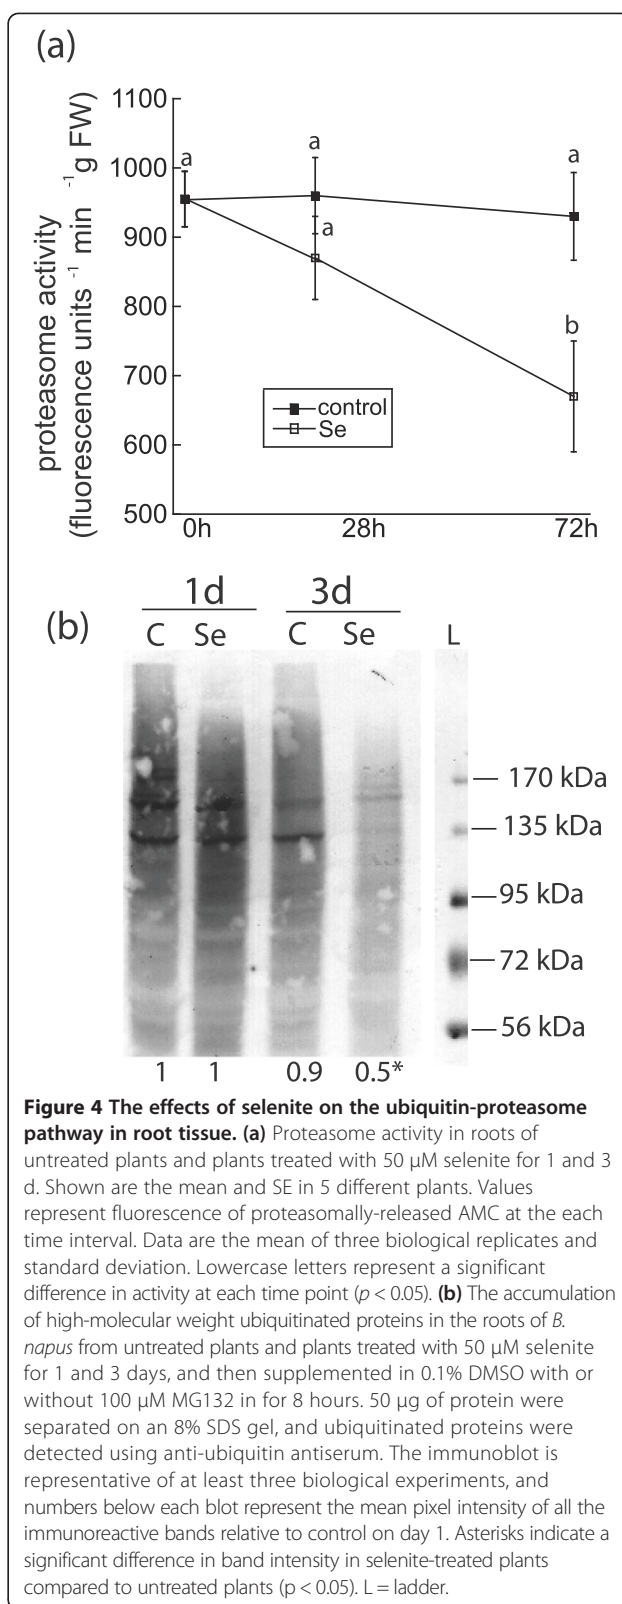 (a)
proteasome activity
(fluorescence units⁻¹ min ⁻¹g FW)
1100
1000
900
800
700
600
500
a
a
a
a
b
control
Se
0h
28h
72h
(b)
1d
3d
C
Se
C
Se
L
170 kDa
135 kDa
95 kDa
72 kDa
56 kDa
1
1
0.9
0.5*
Figure 4 The effects of selenite on the ubiquitin-proteasome
pathway in root tissue. (a) Proteasome activity in roots of
untreated plants and plants treated with 50 μM selenite for 1 and 3
d. Shown are the mean and SE in 5 different plants. Values
represent fluorescence of proteasomally-released AMC at the each
time interval. Data are the mean of three biological replicates and
standard deviation. Lowercase letters represent a significant
difference in activity at each time point (p < 0.05). (b) The accumulation
of high-molecular weight ubiquitinated proteins in the roots of B.
napus from untreated plants and plants treated with 50 μM selenite
for 1 and 3 days, and then supplemented in 0.1% DMSO with or
without 100 μM MG132 in for 8 hours. 50 μg of protein were
separated on an 8% SDS gel, and ubiquitinated proteins were
detected using anti-ubiquitin antiserum. The immunoblot is
representative of at least three biological experiments, and
numbers below each blot represent the mean pixel intensity of all the
immunoreactive bands relative to control on day 1. Asterisks indicate a
significant difference in band intensity in selenite-treated plants
compared to untreated plants (p < 0.05). L = ladder.